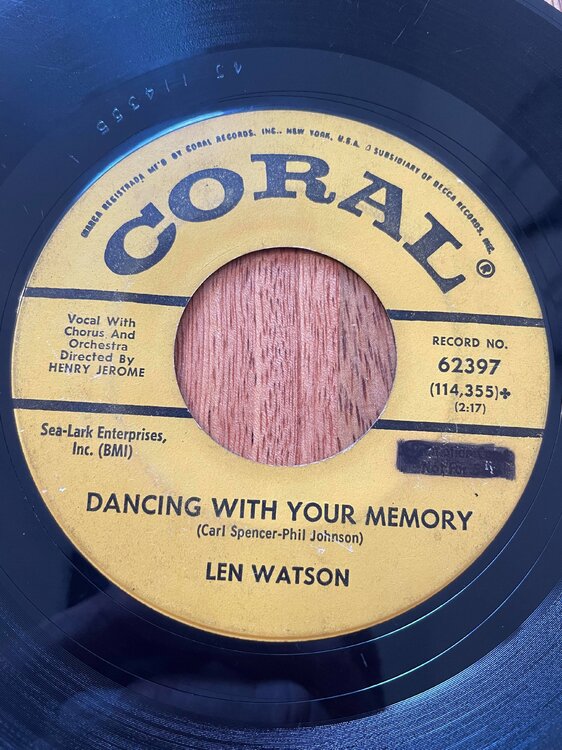 45 114355 1
MARCA REGISTRADA MF'D BY CORAL RECORDS, INC., NEW YORK, U.S.A. A SUBSIDIARY OF DECCA RECORDS, INC.
CORAL®
Vocal With
Chorus And
Orchestra
Directed By
HENRY JEROME
RECORD NO.
62397
(114,355)✤
(2:17)
Sea-Lark Enterprises,
Inc. (BMI)
DANCING WITH YOUR MEMORY
(Carl Spencer-Phil Johnson)
LEN WATSON